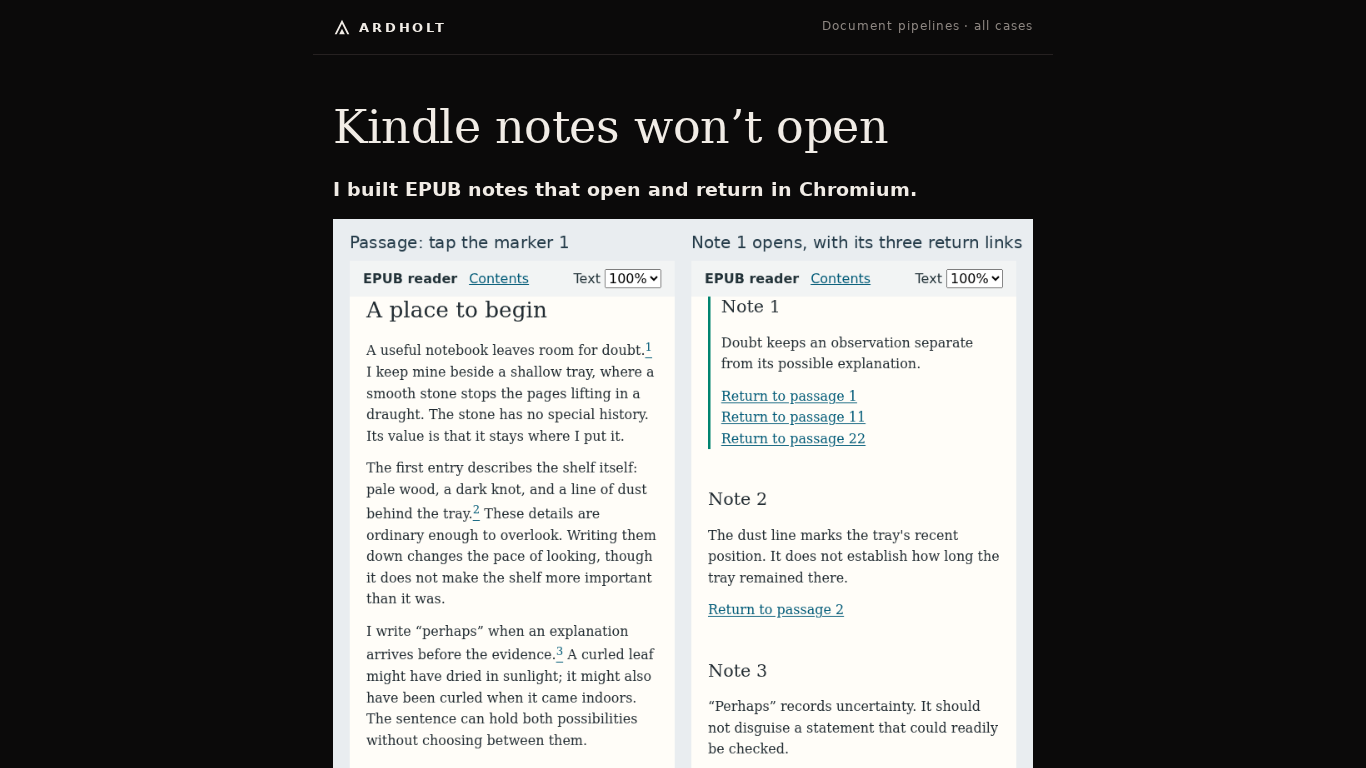 ARDHOLT
Document pipelines · all cases
Kindle notes won’t open
I built EPUB notes that open and return in Chromium.
Passage: tap the marker 1
EPUB reader Contents Text 100%
A place to begin
A useful notebook leaves room for doubt.1
I keep mine beside a shallow tray, where a
smooth stone stops the pages lifting in a
draught. The stone has no special history.
Its value is that it stays where I put it.
The first entry describes the shelf itself:
pale wood, a dark knot, and a line of dust
behind the tray.2 These details are
ordinary enough to overlook. Writing them
down changes the pace of looking, though
it does not make the shelf more important
than it was.
I write “perhaps” when an explanation
arrives before the evidence.3 A curled leaf
might have dried in sunlight; it might also
have been curled when it came indoors.
The sentence can hold both possibilities
without choosing between them.
Note 1 opens, with its three return links
EPUB reader Contents Text 100%
Note 1
Doubt keeps an observation separate
from its possible explanation.
Return to passage 1
Return to passage 11
Return to passage 22
Note 2
The dust line marks the tray's recent
position. It does not establish how long the
tray remained there.
Return to passage 2
Note 3
“Perhaps” records uncertainty. It should
not disguise a statement that could readily
be checked.